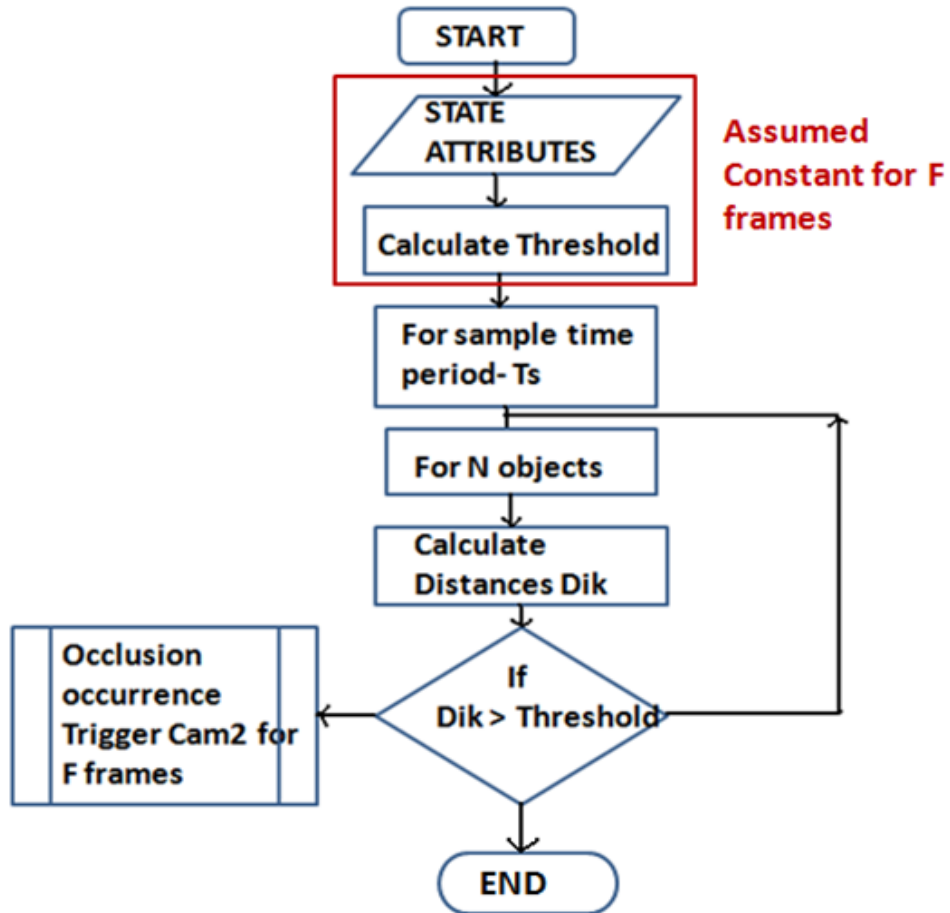 START
STATE
ATTRIBUTES
Assumed
Constant for F
frames
Calculate Threshold
For sample time
period- Ts
For N objects
Calculate
Distances Dik
If
Dik > Threshold
Occlusion
occurrence
Trigger Cam2 for
F frames
END